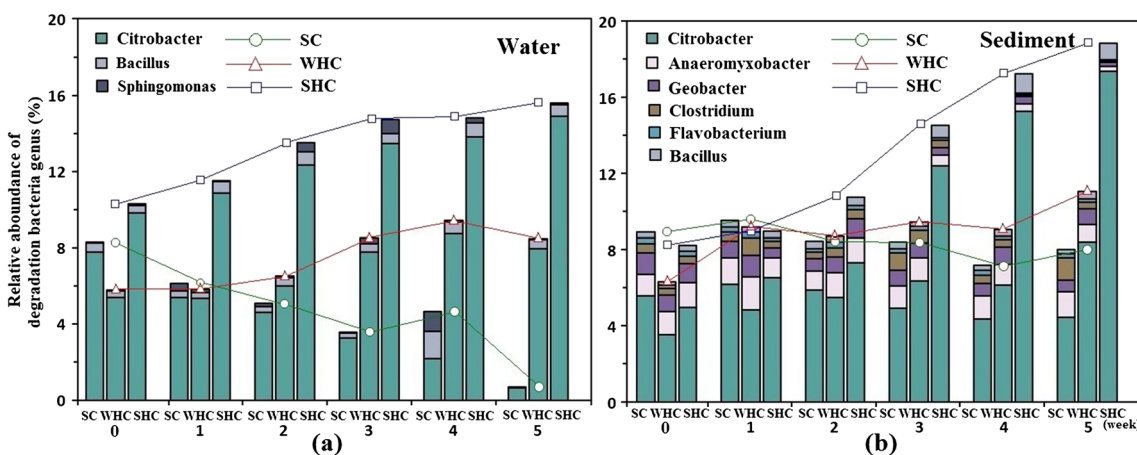 Relative aboundance of
degradation bacteria genus (%)
20
16
12
8
4
0
Citrobacter
Bacillus
Sphingomonas
SC
WHC
SHC
Water
SC WHC SHC SC WHC SHC SC WHC SHC SC WHC SHC SC WHC SHC SC WHC SHC
0 1 2 3 4 5
(a)
20
16
12
8
4
0
Citrobacter
Anaeromyxobacter
Geobacter
Clostridium
Flavobacterium
Bacillus
SC
WHC
SHC
Sediment
SC WHC SHC SC WHC SHC SC WHC SHC SC WHC SHC SC WHC SHC SC WHC SHC
0 1 2 3 4 5 (week)
(b)